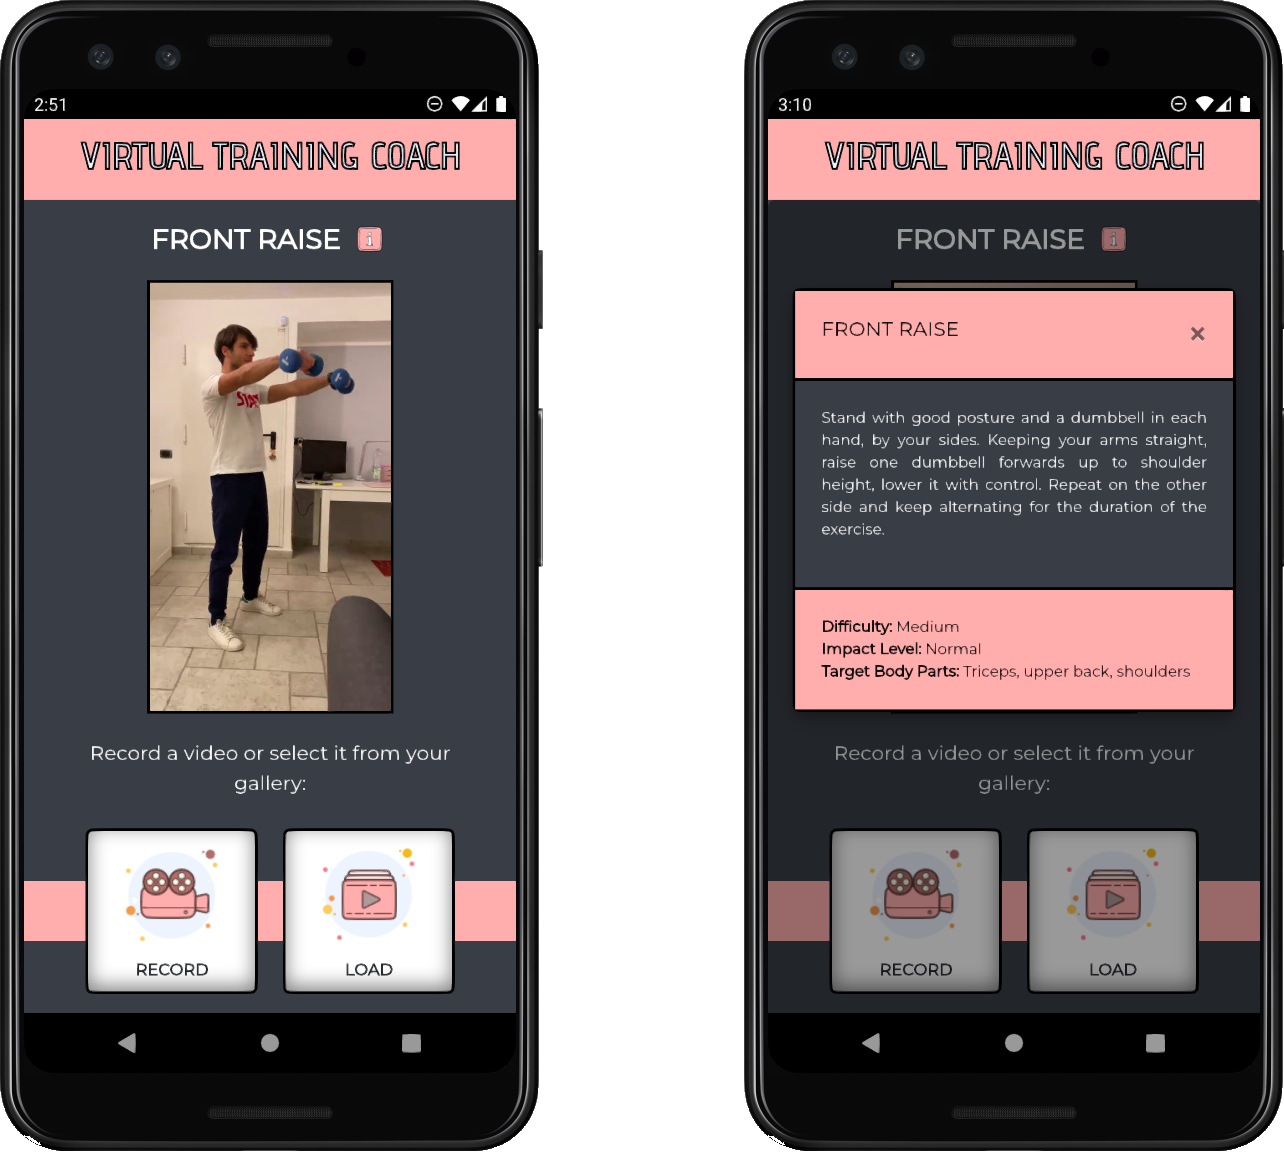 2:51
VIRTUAL TRAINING COACH
FRONT RAISE i
Record a video or select it from your
gallery:
RECORD
LOAD
3:10
VIRTUAL TRAINING COACH
FRONT RAISE i
FRONT RAISE ×
Stand with good posture and a dumbbell in each
hand, by your sides. Keeping your arms straight,
raise one dumbbell forwards up to shoulder
height, lower it with control. Repeat on the other
side and keep alternating for the duration of the
exercise.
Difficulty: Medium
Impact Level: Normal
Target Body Parts: Triceps, upper back, shoulders
Record a video or select it from your
gallery:
RECORD
LOAD